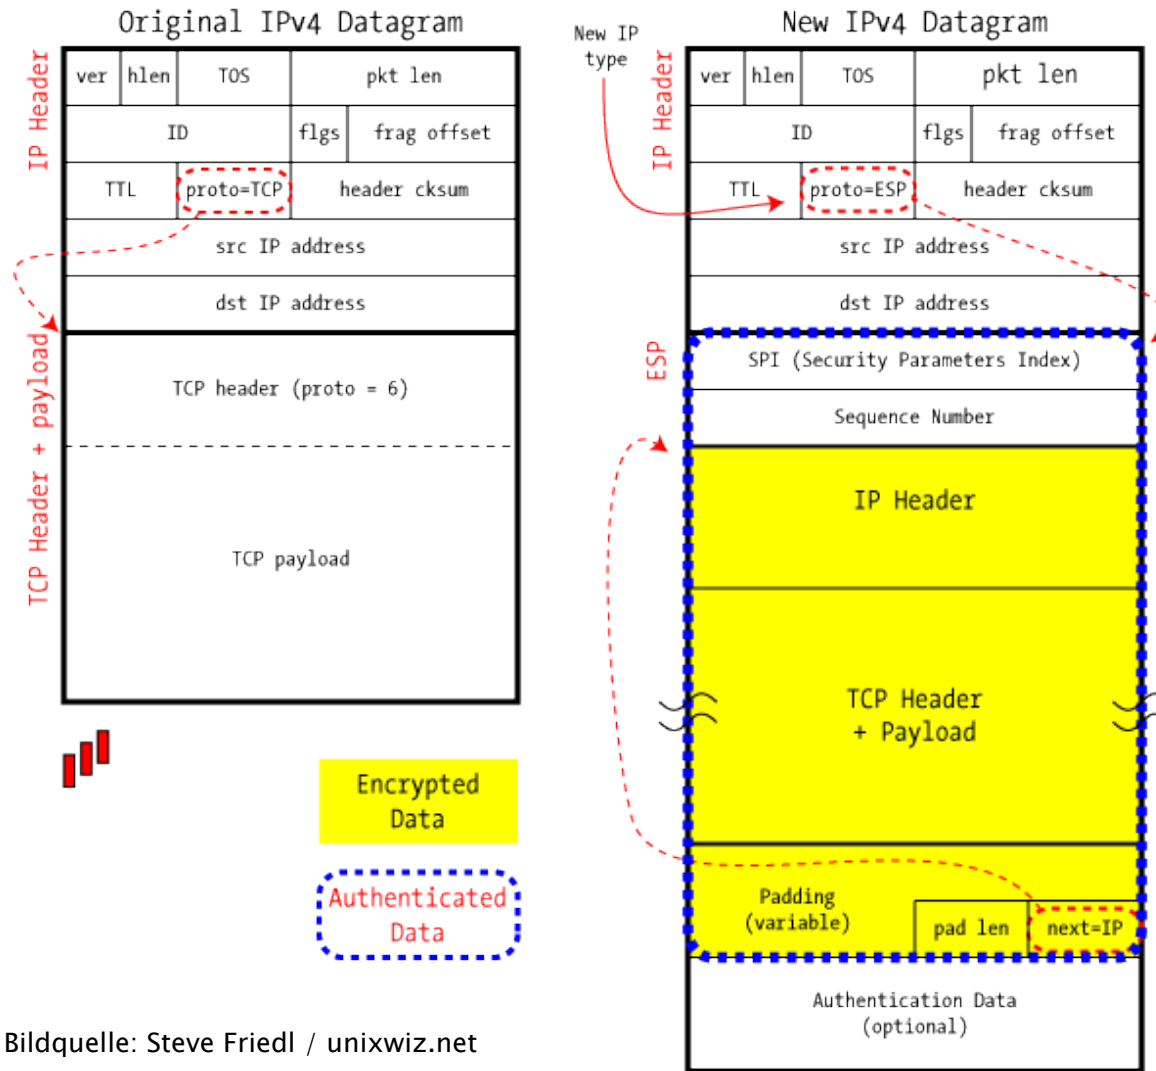 Original IPv4 Datagram
IP Header
ver hlen TOS pkt len
ID flgs frag offset
TTL proto=TCP header cksum
src IP address
dst IP address
TCP Header + payload
TCP header (proto = 6)
TCP payload
Encrypted
Data
Authenticated
Data
New IPv4 Datagram
New IP
type
IP Header
ver hlen TOS pkt len
ID flgs frag offset
TTL proto=ESP header cksum
src IP address
dst IP address
ESP
SPI (Security Parameters Index)
Sequence Number
IP Header
TCP Header
+ Payload
Padding
(variable)
pad len next=IP
Authentication Data
(optional)
Bildquelle: Steve Friedl / unixwiz.net